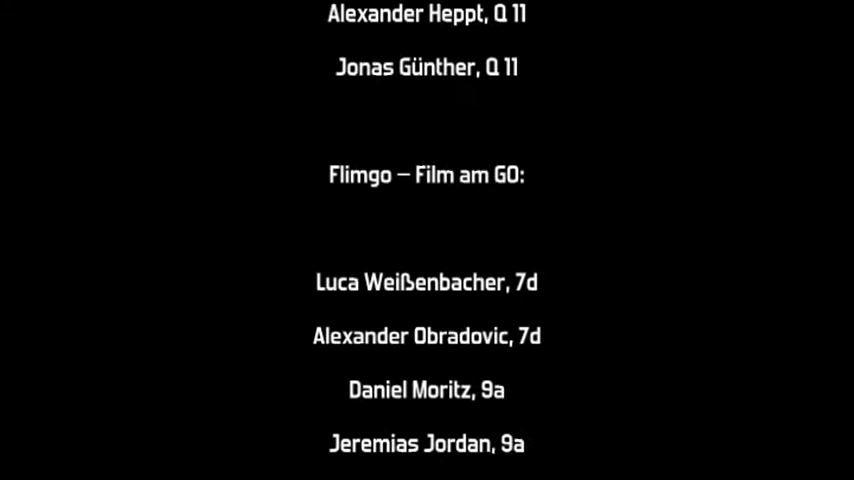 Alexander Heppt, Q 11
Jonas Günther, Q 11
Flimgo – Film am GO:
Luca Weißenbacher, 7d
Alexander Obradovic, 7d
Daniel Moritz, 9a
Jeremias Jordan, 9a